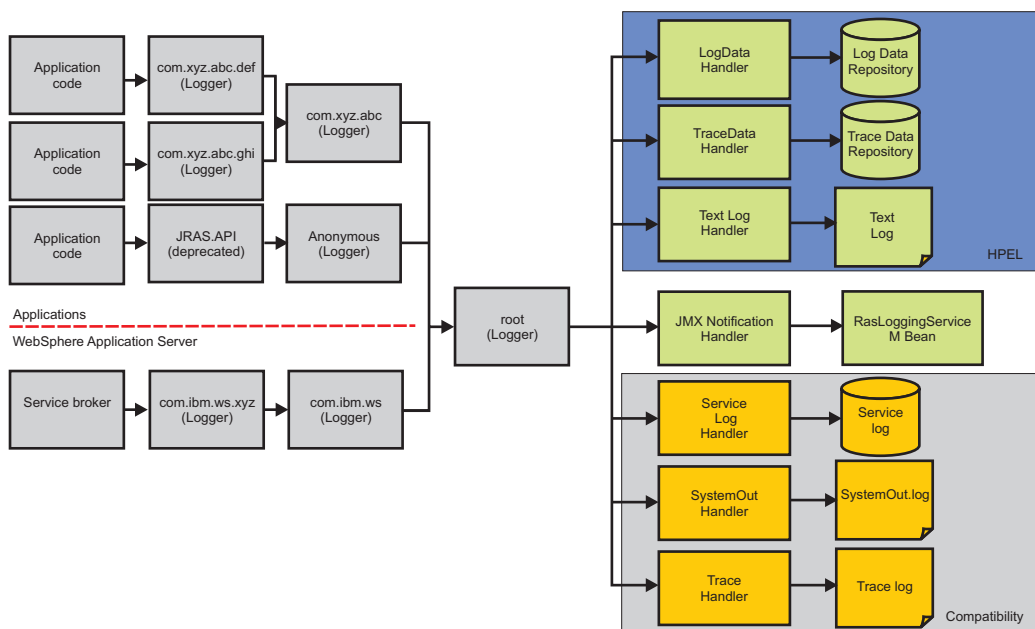 Application
code
com.xyz.abc.def
(Logger)
Application
code
com.xyz.abc.ghi
(Logger)
com.xyz.abc
(Logger)
Application
code
JRAS.API
(deprecated)
Anonymous
(Logger)
Applications
WebSphere Application Server
Service broker
com.ibm.ws.xyz
(Logger)
com.ibm.ws
(Logger)
root
(Logger)
LogData
Handler
Log Data
Repository
TraceData
Handler
Trace Data
Repository
Text Log
Handler
Text
Log
HPEL
JMX Notification
Handler
RasLoggingService
M Bean
Service
Log
Handler
Service
log
SystemOut
Handler
SystemOut.log
Trace
Handler
Trace log
Compatibility